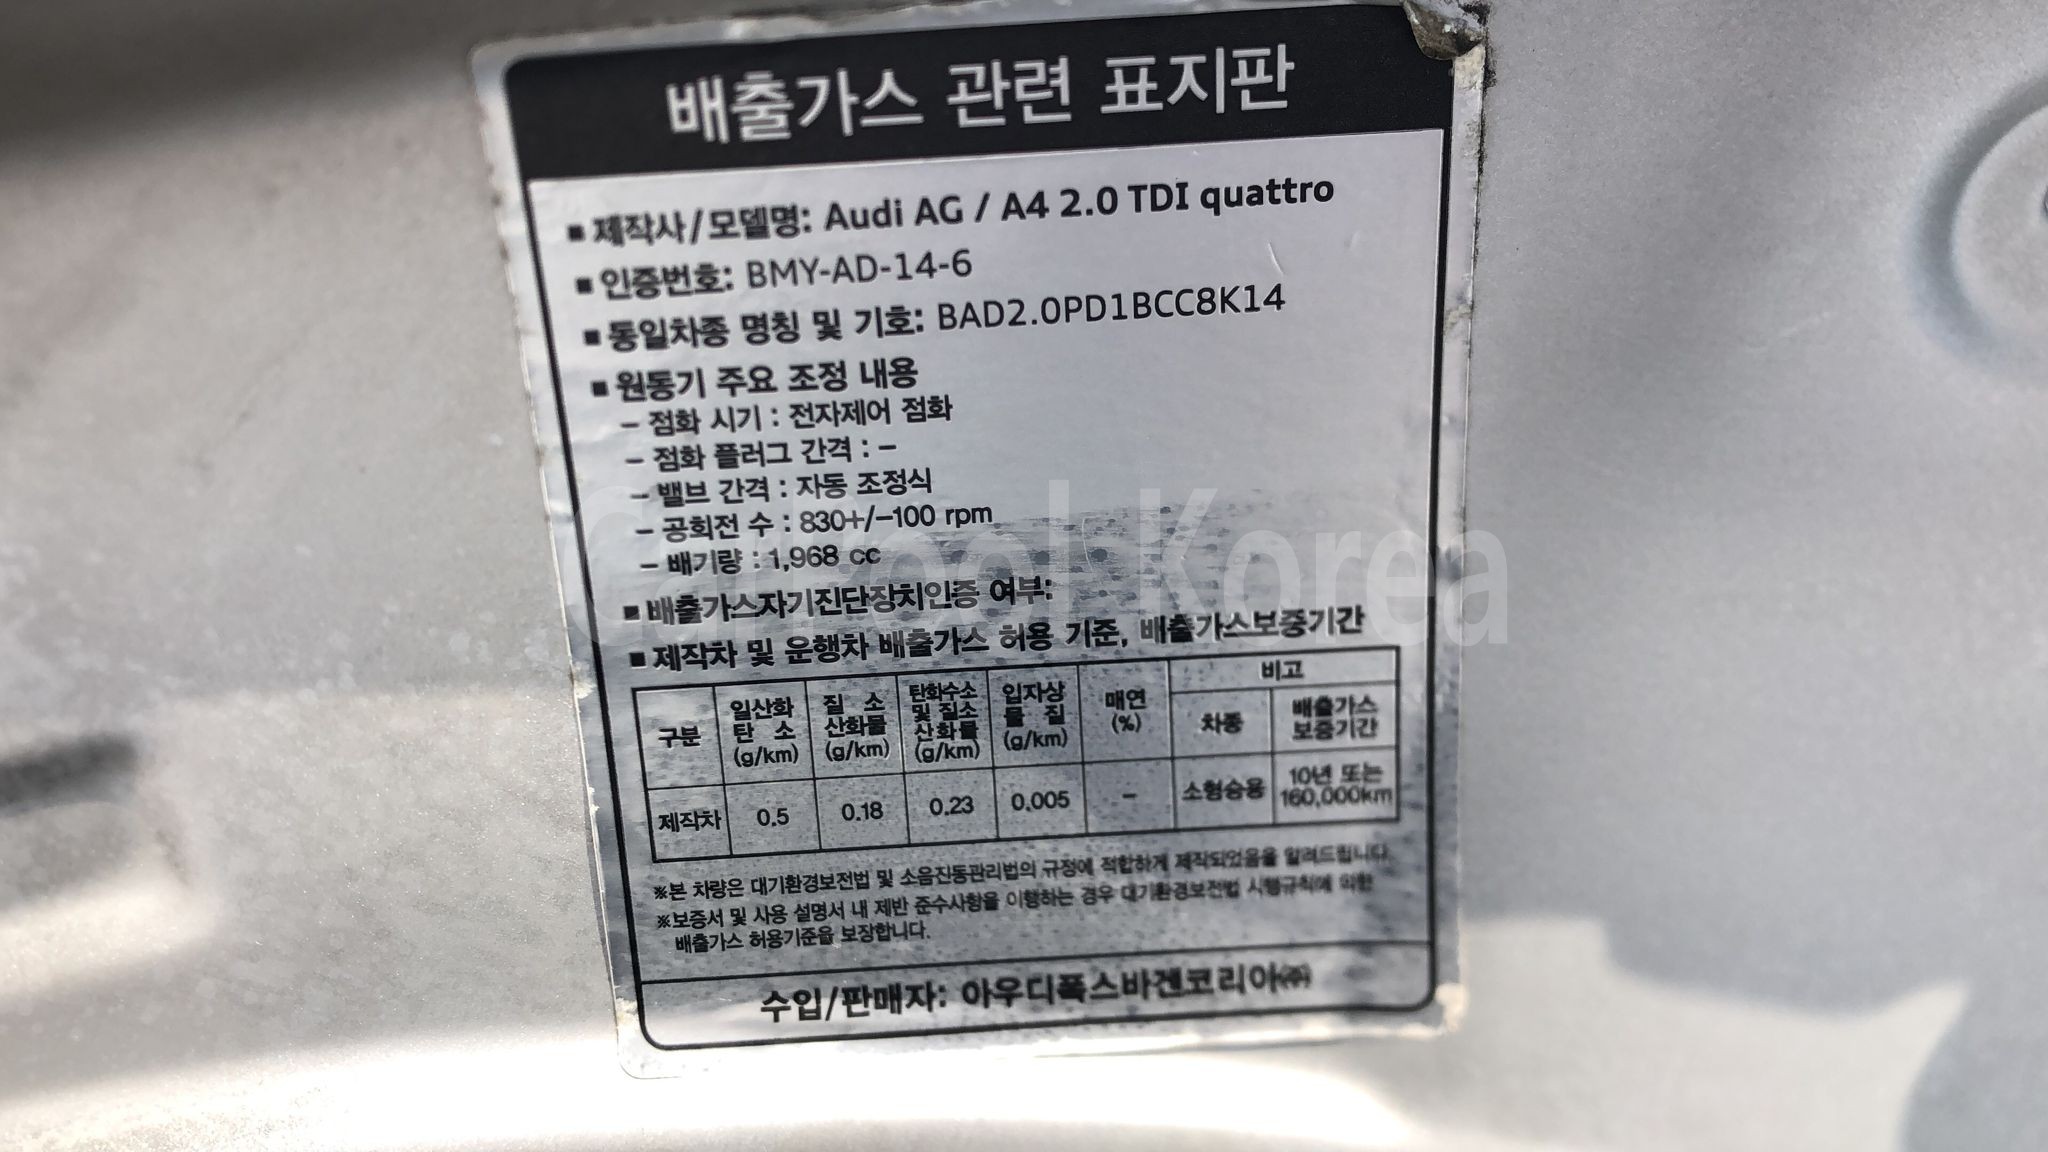 배출가스 관련 표지판
■ 제작사/모델명: Audi AG / A4 2.0 TDI quattro
■ 인증번호: BMY-AD-14-6
■ 동일차종 명칭 및 기호: BAD2.0PD1BCC8K14
■ 원동기 주요 조정 내용
– 점화 시기 : 전자제어 점화
– 점화 플러그 간격 : –
– 밸브 간격 : 자동 조정식
– 공회전 수 : 830+/–100 rpm
– 배기량 : 1,968 cc
Carpool Korea
■ 배출가스자기진단장치인증 여부:
■ 제작차 및 운행차 배출가스 허용 기준, 배출가스보증기간
구분 일산화 탄 소 (g/km) 질 소 산화물 (g/km) 탄화수소 및 질소 산화물 (g/km) 입자상 물 질 (g/km) 매연 (%) 비고
차종 배출가스 보증기간
제작차 0.5 0.18 0.23 0.005 – 소형승용 10년 또는 160,000km
※본 차량은 대기환경보전법 및 소음진동관리법의 규정에 적합하게 제작되었음을 알려드립니다.
※보증서 및 사용 설명서 내 제반 준수사항을 이행하는 경우 대기환경보전법 시행규칙에 의한
배출가스 허용기준을 보장합니다.
수입/판매자: 아우디폭스바겐코리아㈜